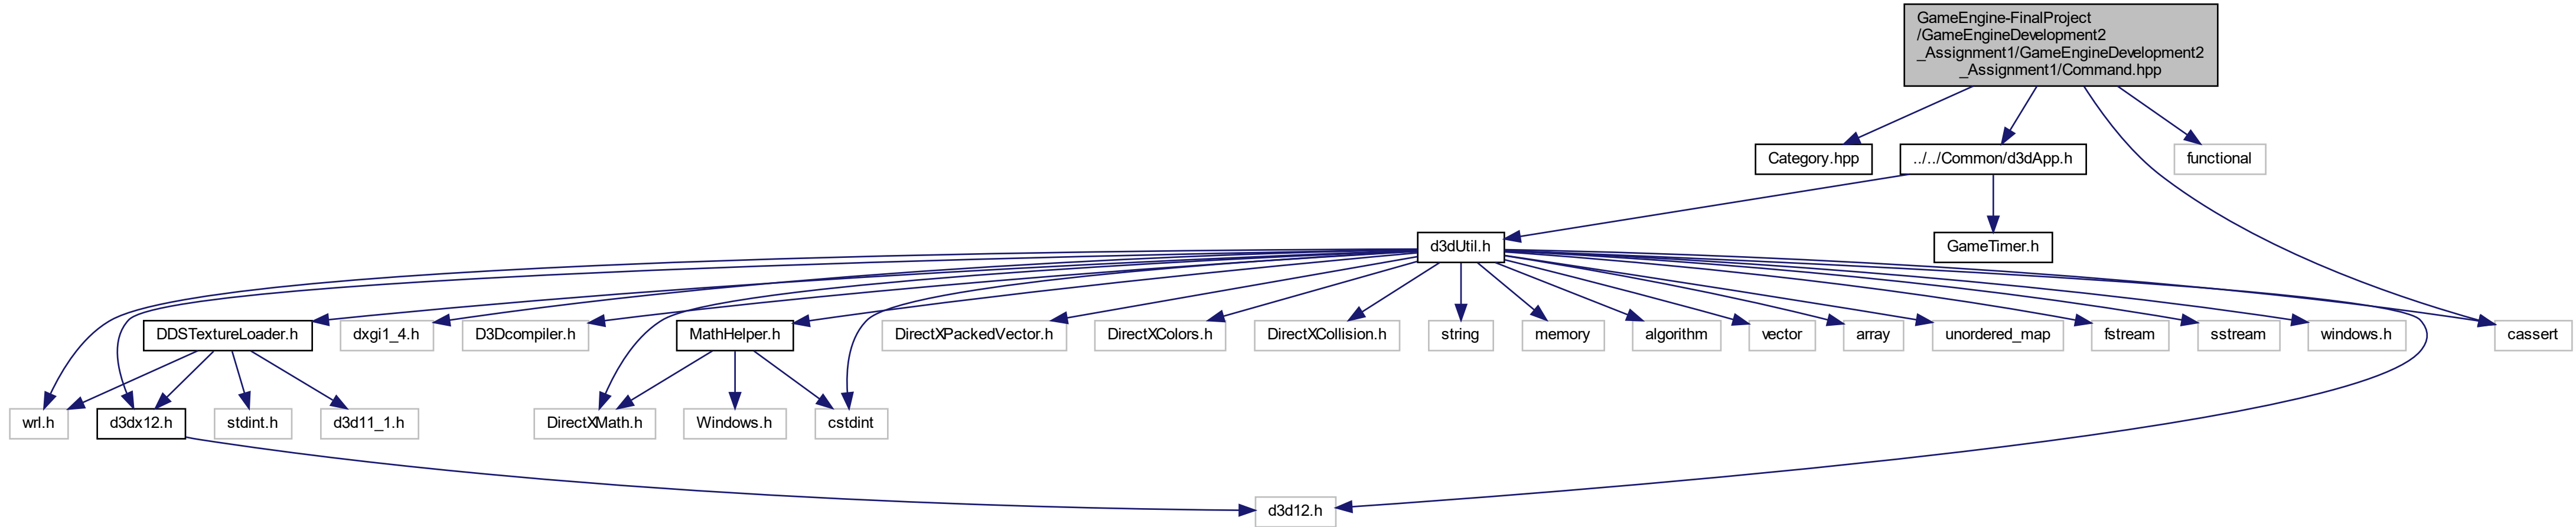 GameEngine-FinalProject
/GameEngineDevelopment2
_Assignment1/GameEngineDevelopment2
_Assignment1/Command.hpp
Category.hpp
../../Common/d3dApp.h
functional
d3dUtil.h
GameTimer.h
DDSTextureLoader.h
dxgi1_4.h
D3Dcompiler.h
MathHelper.h
DirectXPackedVector.h
DirectXColors.h
DirectXCollision.h
string
memory
algorithm
vector
array
unordered_map
fstream
sstream
windows.h
cassert
wrl.h
d3dx12.h
stdint.h
d3d11_1.h
DirectXMath.h
Windows.h
cstdint
d3d12.h